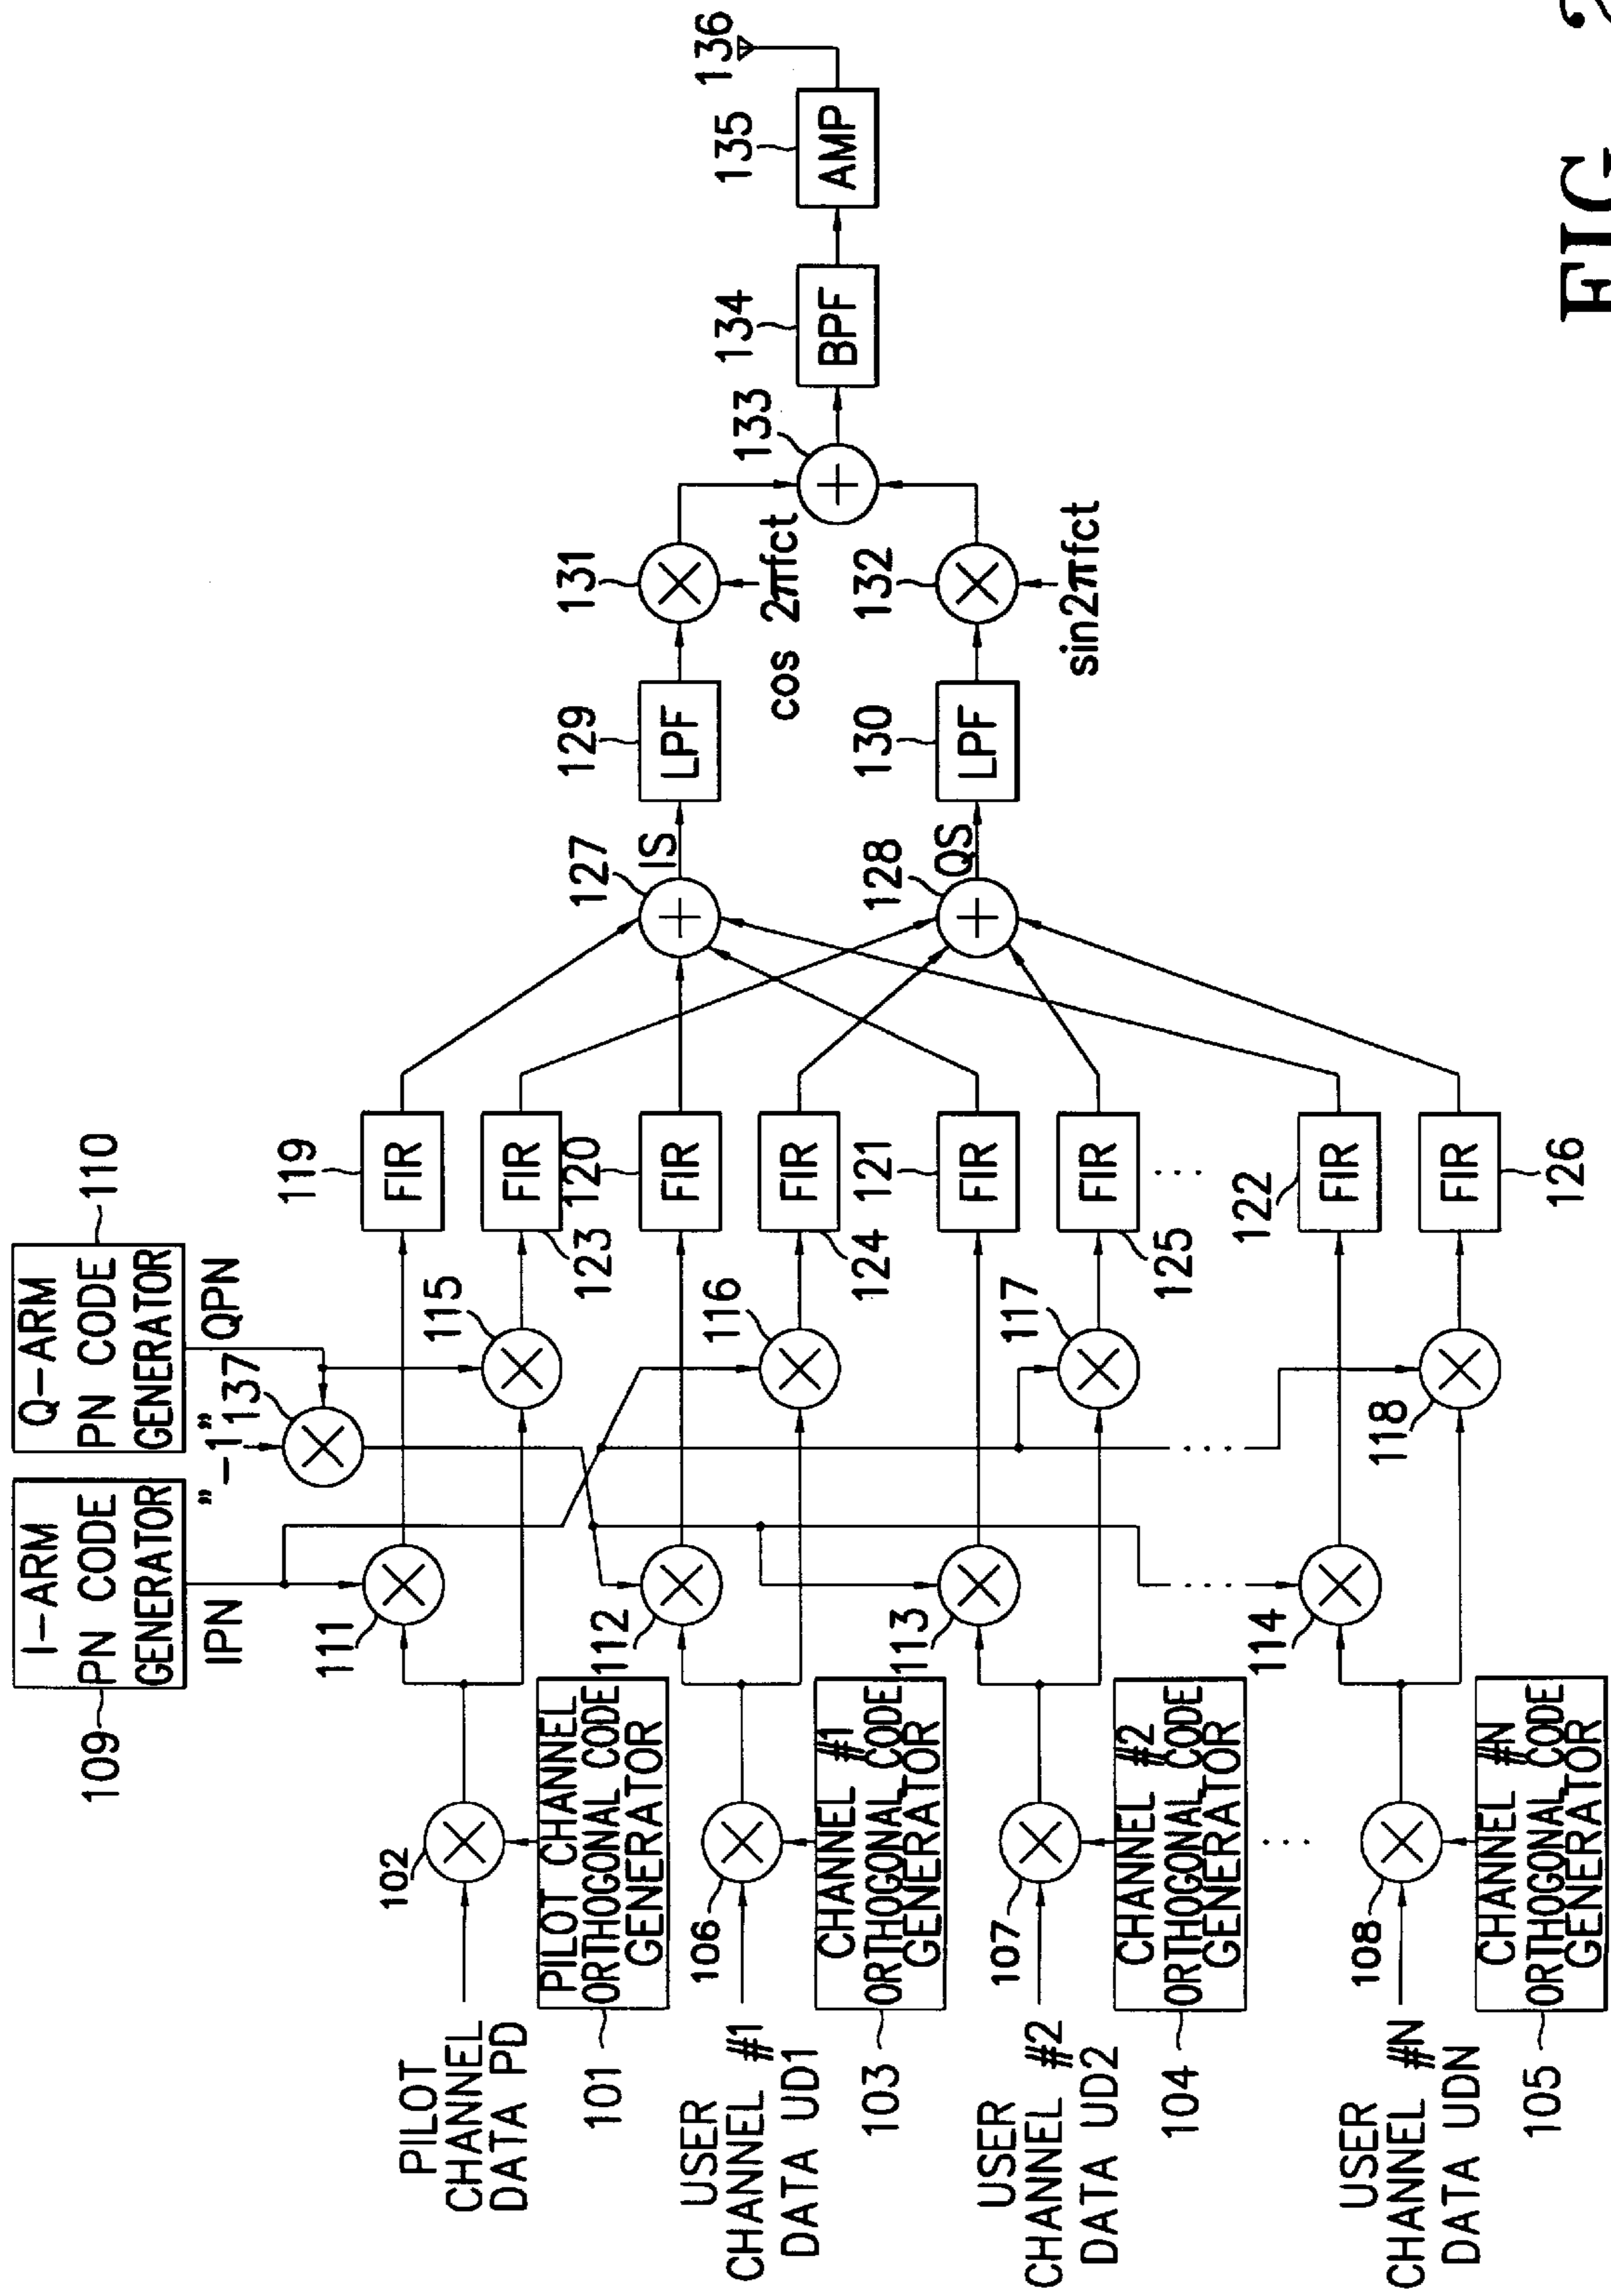 I-ARM
PN CODE
GENERATOR
109
IPN
Q-ARM
PN CODE
GENERATOR
110
QPN
"-1"
137
PILOT
CHANNEL
DATA PD
102
PILOT CHANNEL
ORTHOGONAL CODE
GENERATOR
101
111
115
FIR
119
FIR
123
USER
CHANNEL #1
DATA UD1
106
CHANNEL #1
ORTHOGONAL CODE
GENERATOR
103
112
116
FIR
120
FIR
124
USER
CHANNEL #2
DATA UD2
107
CHANNEL #2
ORTHOGONAL CODE
GENERATOR
104
113
117
FIR
121
FIR
125
USER
CHANNEL #N
DATA UDN
108
CHANNEL #N
ORTHOGONAL CODE
GENERATOR
105
114
118
FIR
122
FIR
126
127
IS
128
QS
LPF
129
LPF
130
131
cos 2πfct
132
sin2πfct
133
BPF
134
AMP
135
136
FIG. 2